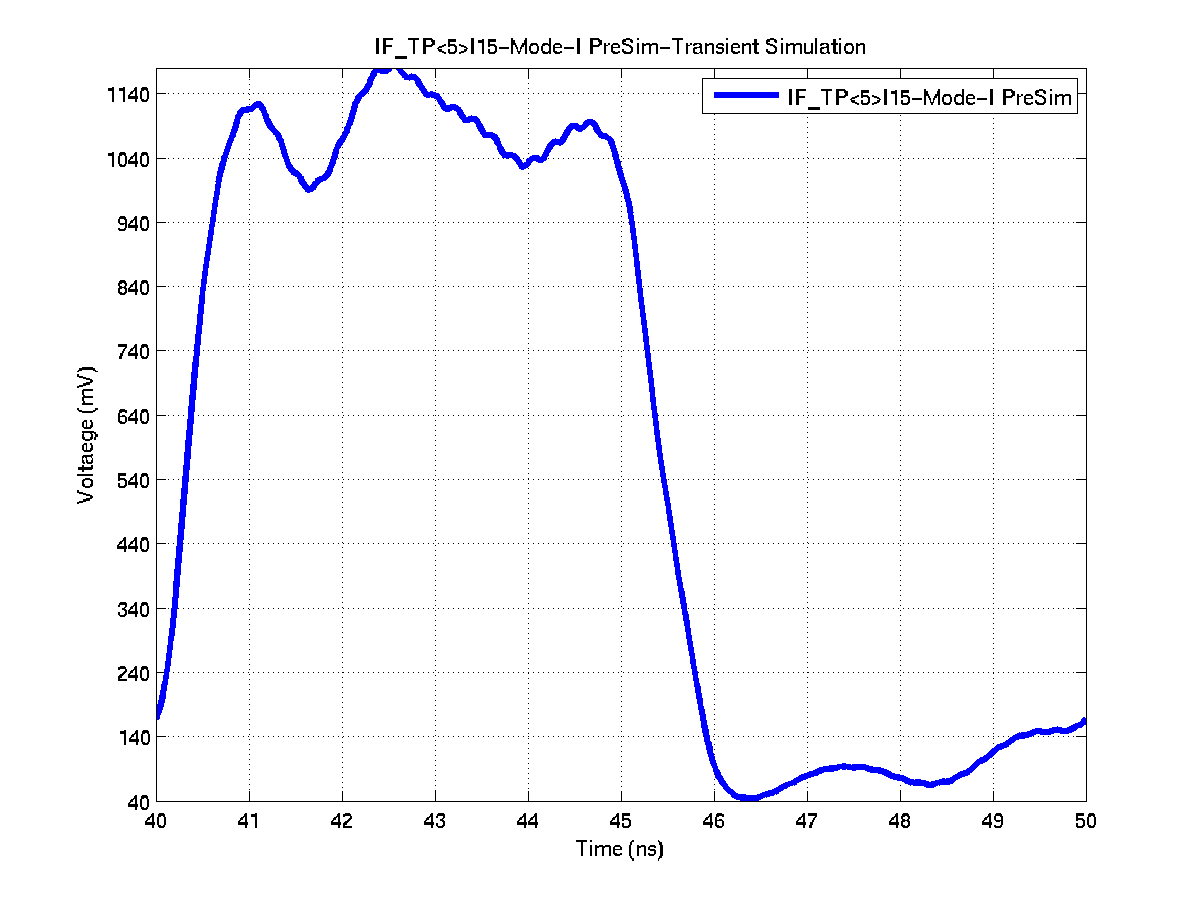 IF_TP<5>I15-Mode-I PreSim-Transient Simulation
IF_TP<5>I15-Mode-I PreSim
Voltaege (mV)
1140
1040
940
840
740
640
540
440
340
240
140
40
40 41 42 43 44 45 46 47 48 49 50
Time (ns)